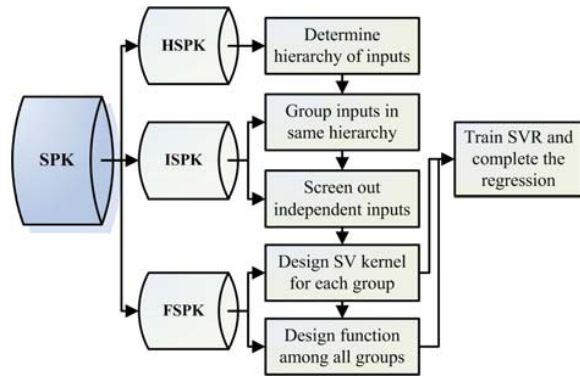 HSPK
Determine
hierarchy of inputs
Group inputs in
same hierarchy
SPK
ISPK
Train SVR and
complete the
regression
Screen out
independent inputs
Design SV kernel
for each group
FSPK
Design function
among all groups